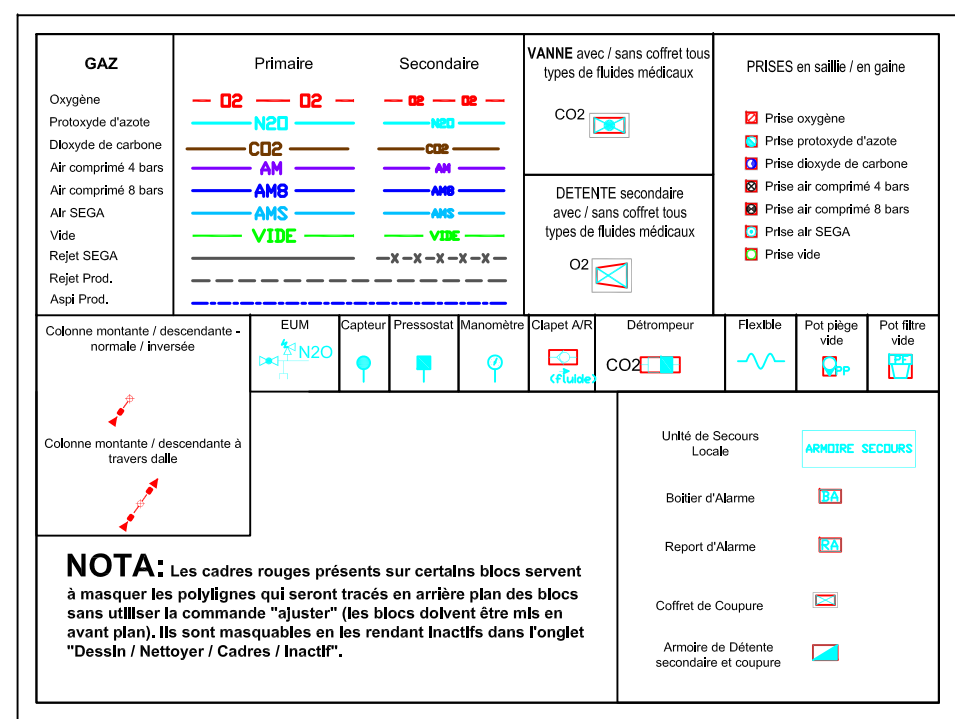 GAZ
Primaire
Secondaire
Oxygène
O2 O2
O2 O2
Protoxyde d'azote
N2O
N2O
Dioxyde de carbone
CO2
CO2
Air comprimé 4 bars
AM
AM
Air comprimé 8 bars
AM8
AM8
Air SEGA
AMS
AMS
Vide
VIDE
VIDE
Rejet SEGA
X-X-X-X-X
Rejet Prod.
Aspi Prod.
VANNE avec / sans coffret tous
types de fluides médicaux
CO2
DETENTE secondaire
avec / sans coffret tous
types de fluides médicaux
O2
PRISES en saillie / en gaine
Prise oxygène
Prise protoxyde d'azote
Prise dioxyde de carbone
Prise air comprimé 4 bars
Prise air comprimé 8 bars
Prise air SEGA
Prise vide
Colonne montante / descendante -
normale / inversée
Colonne montante / descendante à
travers dalle
EUM
N2O
Capteur
Pressostat
Manomètre
Clapet A/R
(fluide)
Détrompeur
CO2
Flexible
Pot piège
vide
PP
Pot filtre
vide
PF
NOTA: Les cadres rouges présents sur certains blocs servent
à masquer les polylignes qui seront tracés en arrière plan des blocs
sans utiliser la commande "ajuster" (les blocs doivent être mis en
avant plan). Ils sont masquables en les rendant inactifs dans l'onglet
"Dessin / Nettoyer / Cadres / Inactif".
Unité de Secours
Locale
ARMOIRE SECOURS
Boitier d'Alarme
BA
Report d'Alarme
RA
Coffret de Coupure
Armoire de Détente
secondaire et coupure